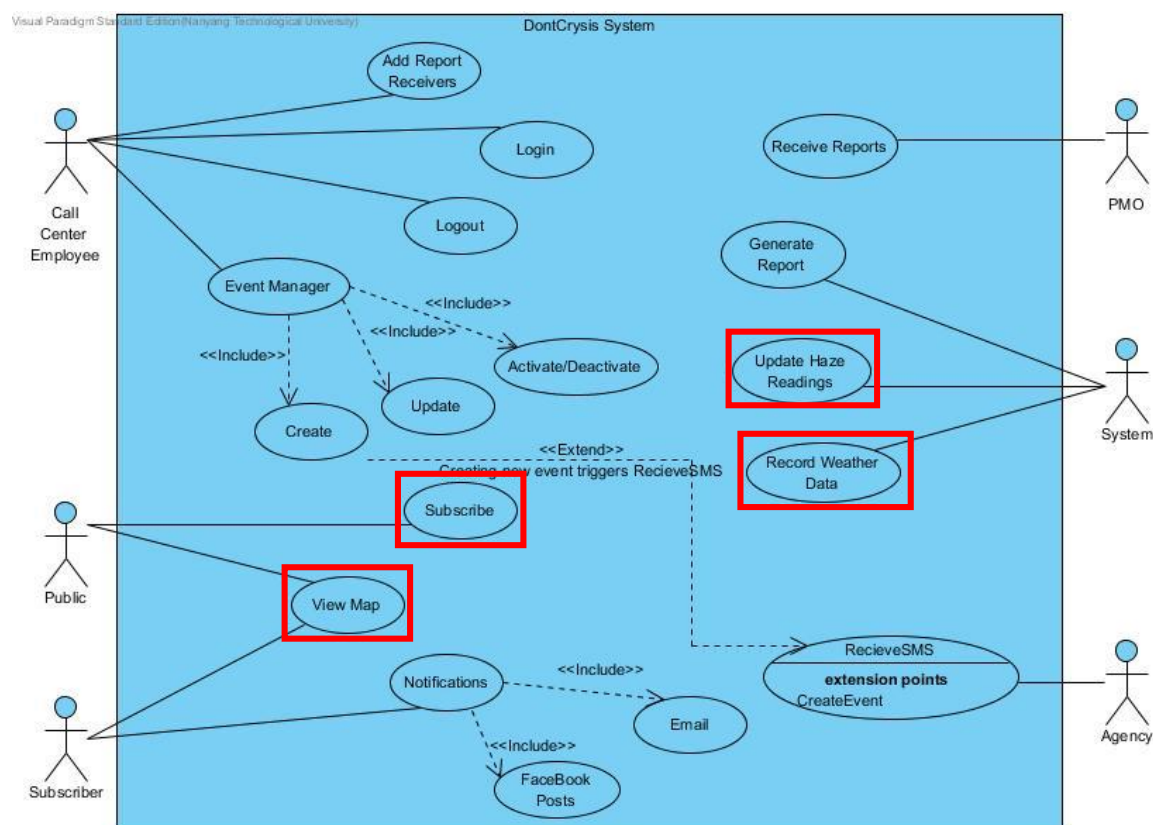 Visual Paradigm Standard Edition(Nanyang Technological University)
DontCrysis System
Add Report
Receivers
Login
Receive Reports
Call
Center
Employee
PMO
Logout
Generate
Report
Event Manager
<<Include>>
<<Include>>
<<Include>>
Activate/Deactivate
Update Haze
Readings
Update
Create
System
<<Extend>>
Creating new event triggers RecieveSMS
Record Weather
Data
Subscribe
Public
View Map
RecieveSMS
extension points
CreateEvent
Notifications
<<Include>>
Email
Agency
<<Include>>
FaceBook
Posts
Subscriber